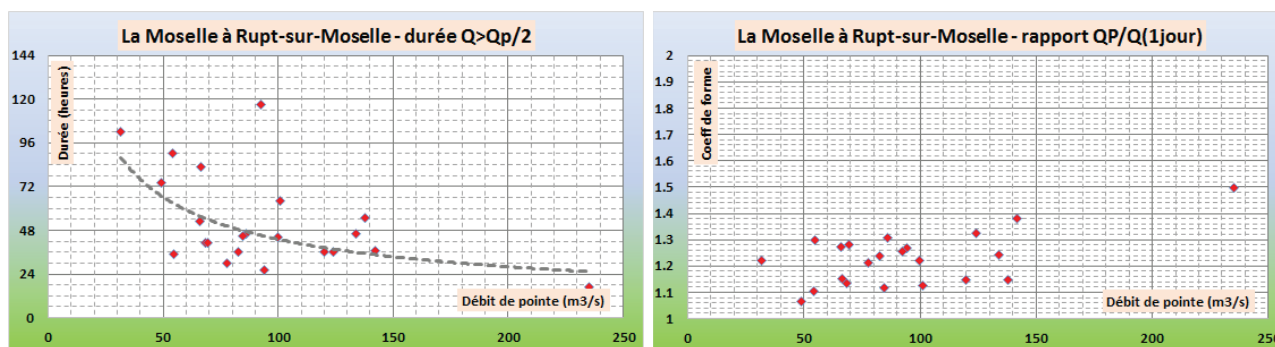 La Moselle à Rupt-sur-Moselle - durée Q>Qp/2
Durée (heures)
144
120
96
72
48
24
0
Débit de pointe (m3/s)
0 50 100 150 200 250
La Moselle à Rupt-sur-Moselle - rapport QP/Q(1jour)
Coeff de forme
2
1.9
1.8
1.7
1.6
1.5
1.4
1.3
1.2
1.1
1
Débit de pointe (m3/s)
0 50 100 150 200 250